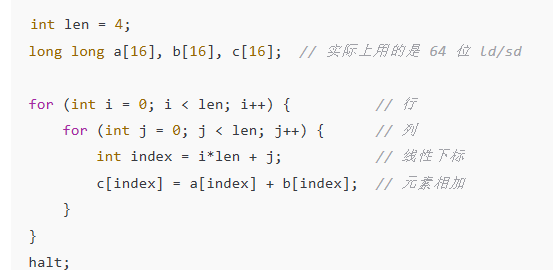 int len = 4;
long long a[16], b[16], c[16];  // 实际上用的是 64 位 ld/sd
for (int i = 0; i < len; i++) {          // 行
    for (int j = 0; j < len; j++) {      // 列
        int index = i*len + j;           // 线性下标
        c[index] = a[index] + b[index];  // 元素相加
    }
}
halt;